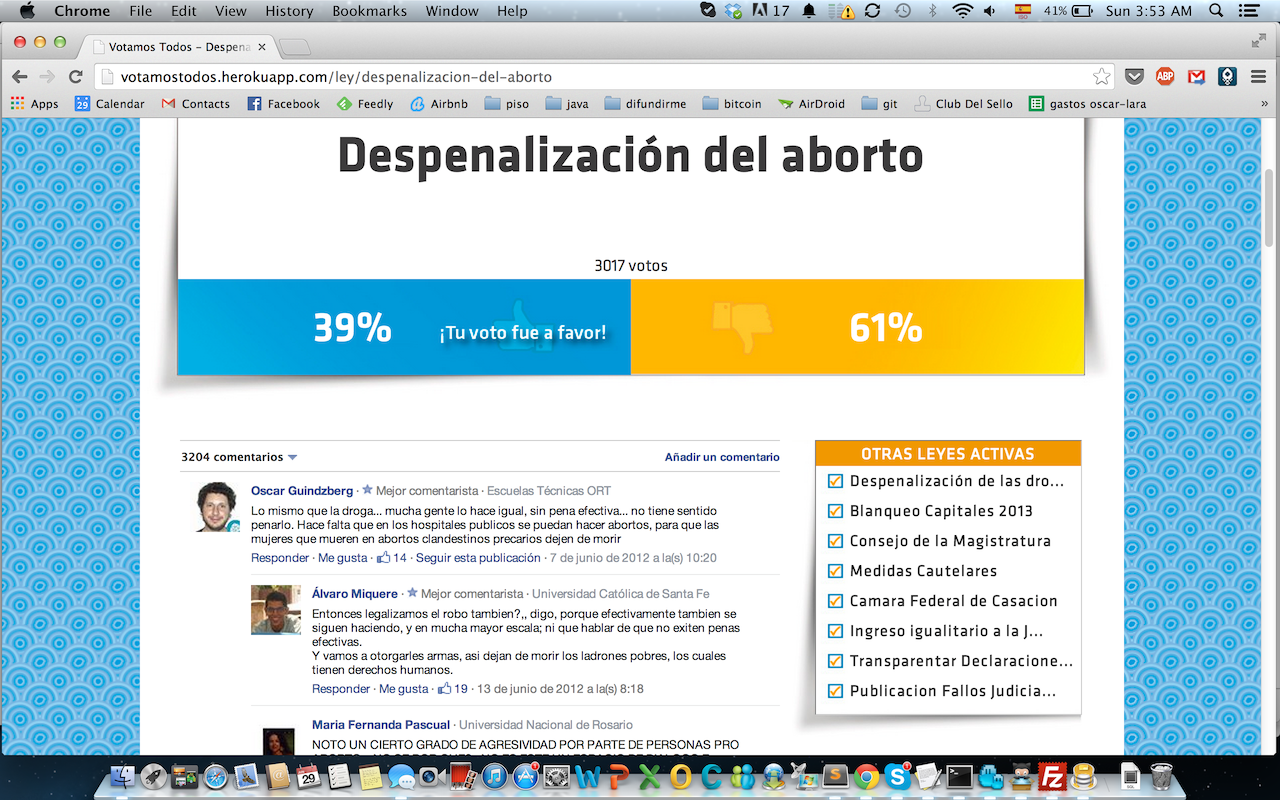 Chrome File Edit View History Bookmarks Window Help 17 ISO 41% Sun 3:53 AM
Votamos Todos – Despena
votamostodos.herokuapp.com/ley/despenalizacion-del-aborto ABP
Apps 29 Calendar Contacts Facebook Feedly Airbnb piso java difundirme bitcoin AirDroid git Club Del Sello gastos oscar-lara »
Despenalización del aborto
3017 votos
39% ¡Tu voto fue a favor! 61%
3204 comentarios Añadir un comentario
Oscar Guindzberg · Mejor comentarista · Escuelas Técnicas ORT
Lo mismo que la droga... mucha gente lo hace igual, sin pena efectiva... no tiene sentido
penarlo. Hace falta que en los hospitales publicos se puedan hacer abortos, para que las
mujeres que mueren en abortos clandestinos precarios dejen de morir
Responder · Me gusta · 14 · Seguir esta publicación · 7 de junio de 2012 a la(s) 10:20
Álvaro Miquere · Mejor comentarista · Universidad Católica de Santa Fe
Entonces legalizamos el robo tambien?,, digo, porque efectivamente tambien se
siguen haciendo, y en mucha mayor escala; ni que hablar de que no exiten penas
efectivas.
Y vamos a otorgarles armas, asi dejan de morir los ladrones pobres, los cuales
tienen derechos humanos.
Responder · Me gusta · 19 · 13 de junio de 2012 a la(s) 8:18
Maria Fernanda Pascual · Universidad Nacional de Rosario
NOTO UN CIERTO GRADO DE AGRESIVIDAD POR PARTE DE PERSONAS PRO
OTRAS LEYES ACTIVAS
Despenalización de las dro...
Blanqueo Capitales 2013
Consejo de la Magistratura
Medidas Cautelares
Camara Federal de Casacion
Ingreso igualitario a la J...
Transparentar Declaracione...
Publicacion Fallos Judicia...